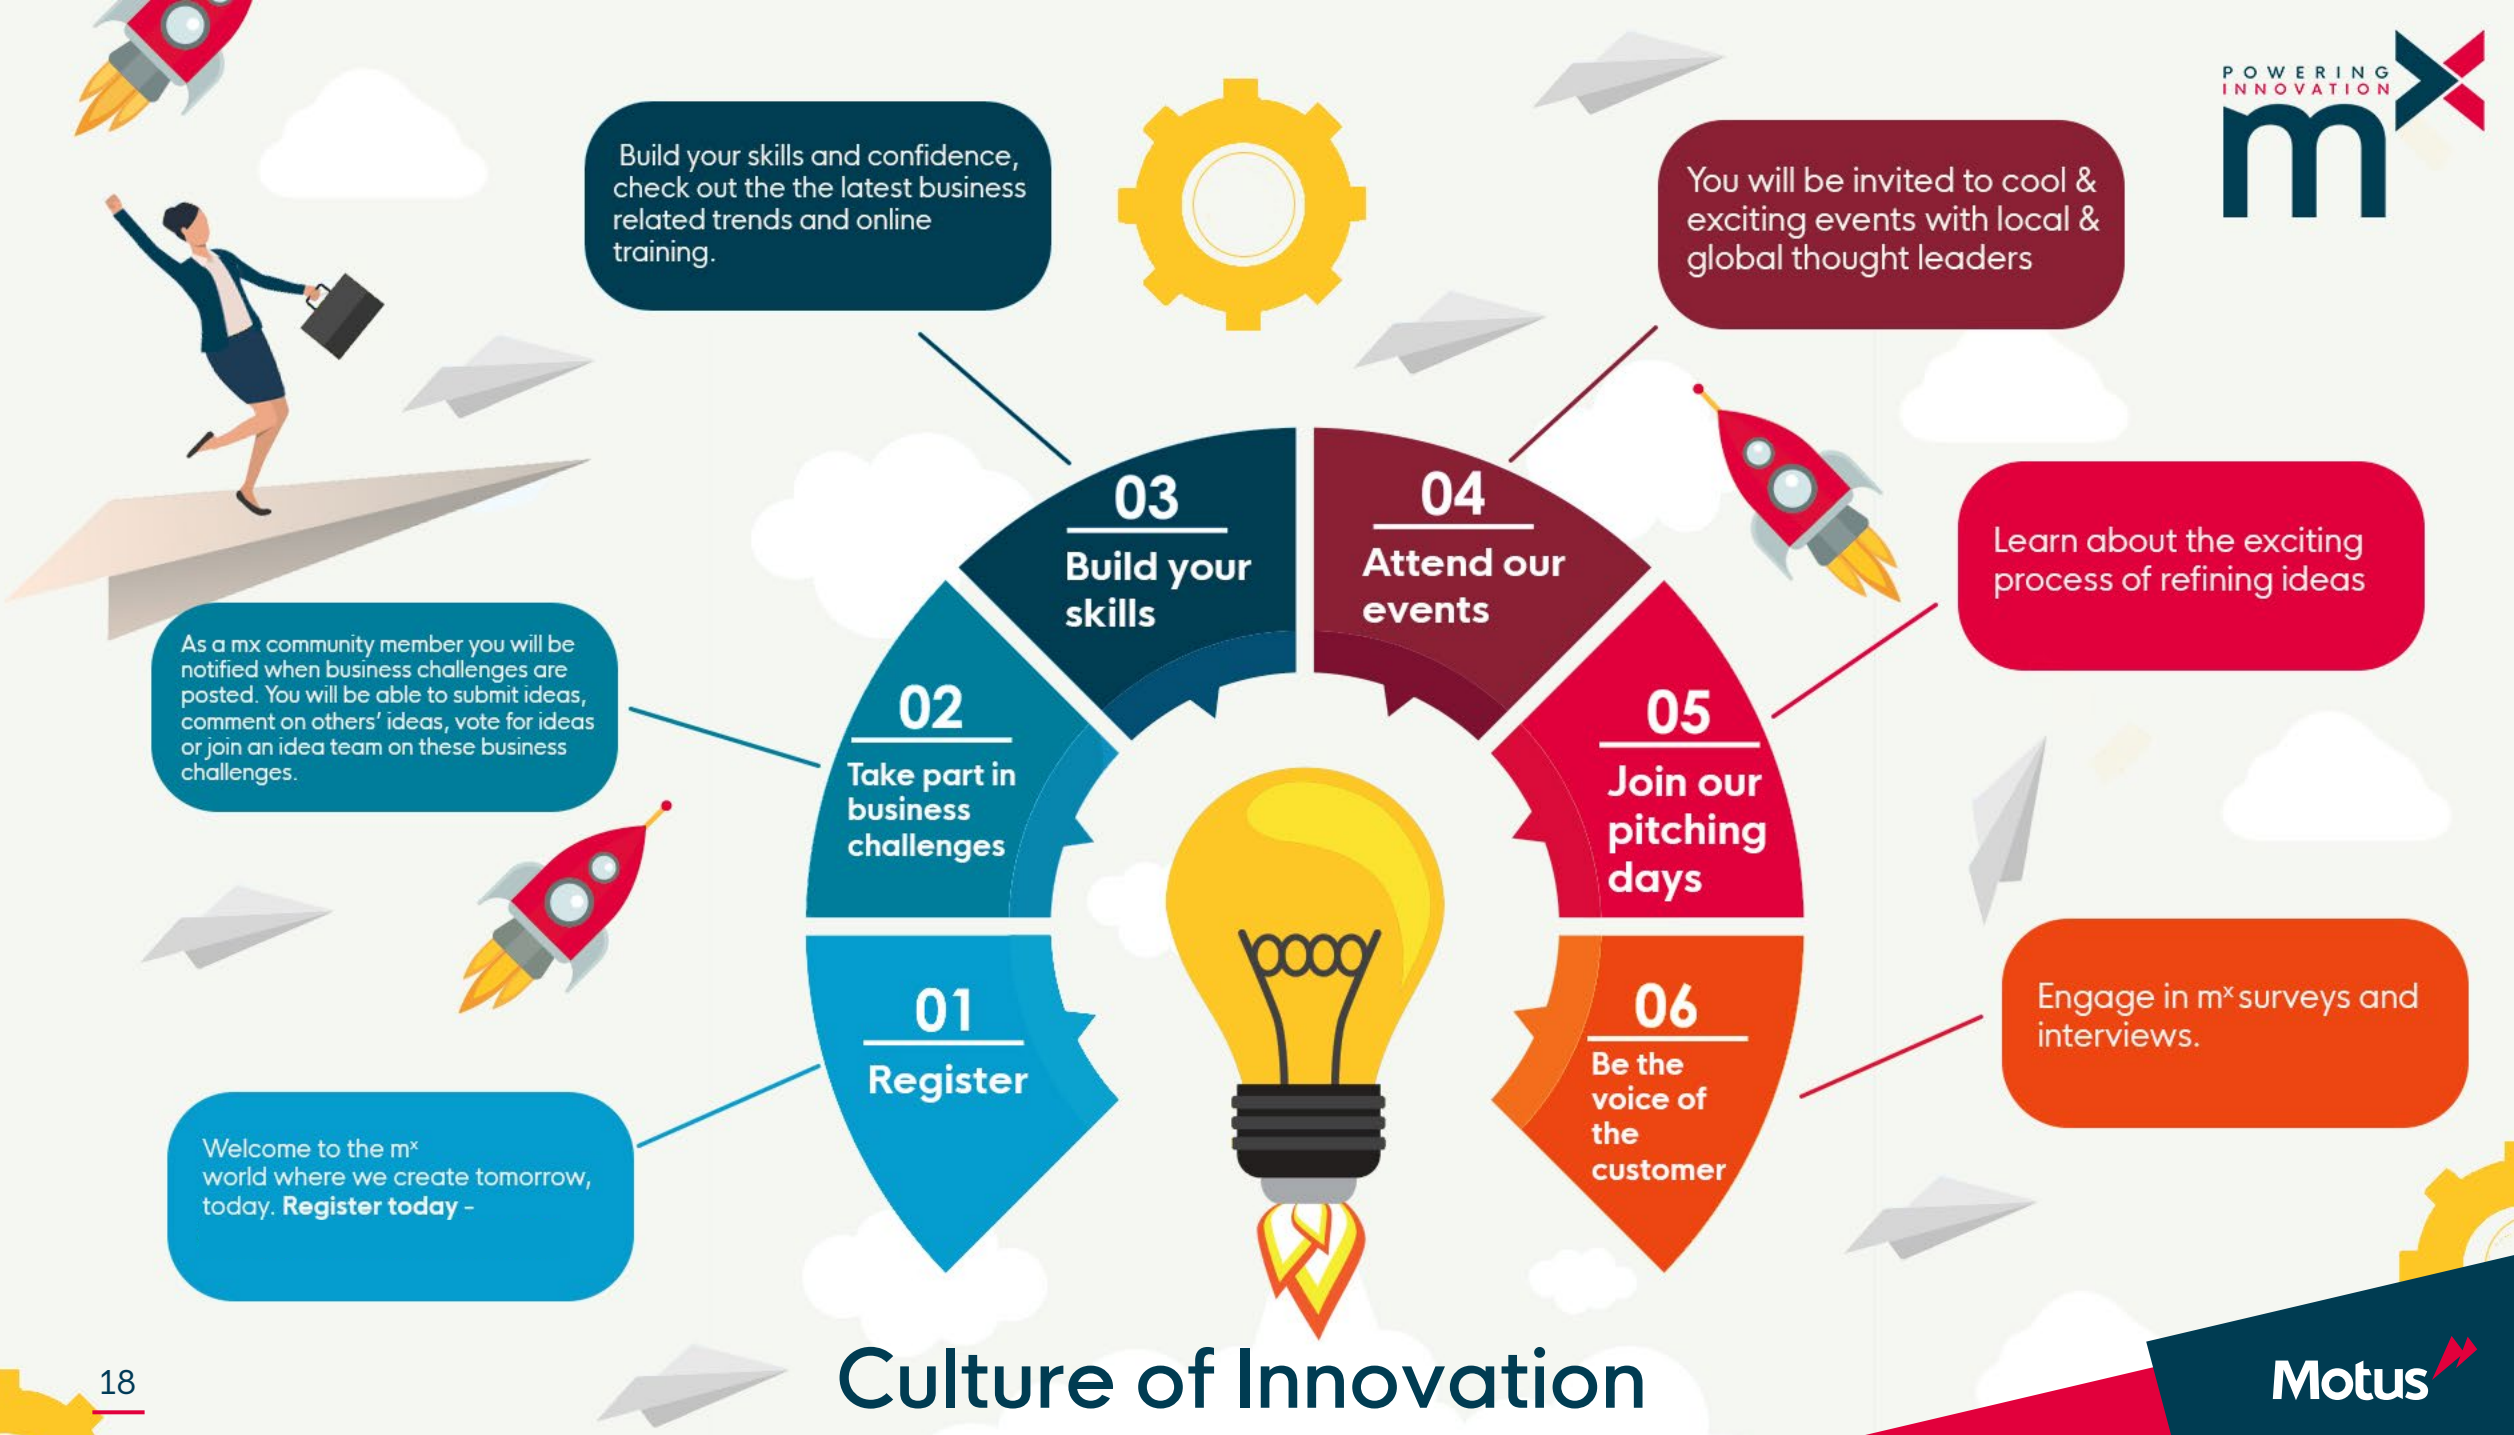 POWERING
INNOVATION
mx
Build your skills and confidence,
check out the the latest business
related trends and online
training.
You will be invited to cool &
exciting events with local &
global thought leaders
03
Build your
skills
04
Attend our
events
Learn about the exciting
process of refining ideas
As a mx community member you will be
notified when business challenges are
posted. You will be able to submit ideas,
comment on others’ ideas, vote for ideas
or join an idea team on these business
challenges.
02
Take part in
business
challenges
05
Join our
pitching
days
01
Register
06
Be the
voice of
the
customer
Engage in mˣ surveys and
interviews.
Welcome to the mˣ
world where we create tomorrow,
today. Register today -
Culture of Innovation
18
Motus